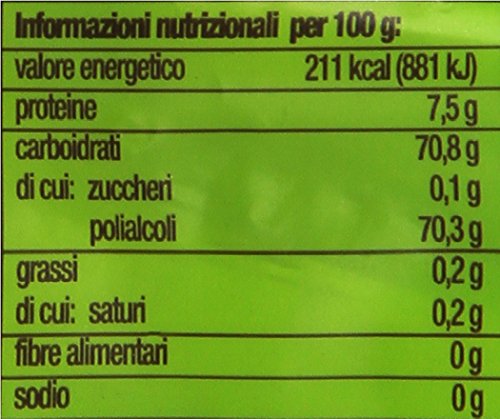 Informazioni nutrizionali per 100 g:
valore energetico 211 kcal (881 kJ)
proteine 7,5 g
carboidrati 70,8 g
di cui: zuccheri 0,1 g
polialcoli 70,3 g
grassi 0,2 g
di cui: saturi 0,2 g
fibre alimentari 0 g
sodio 0 g